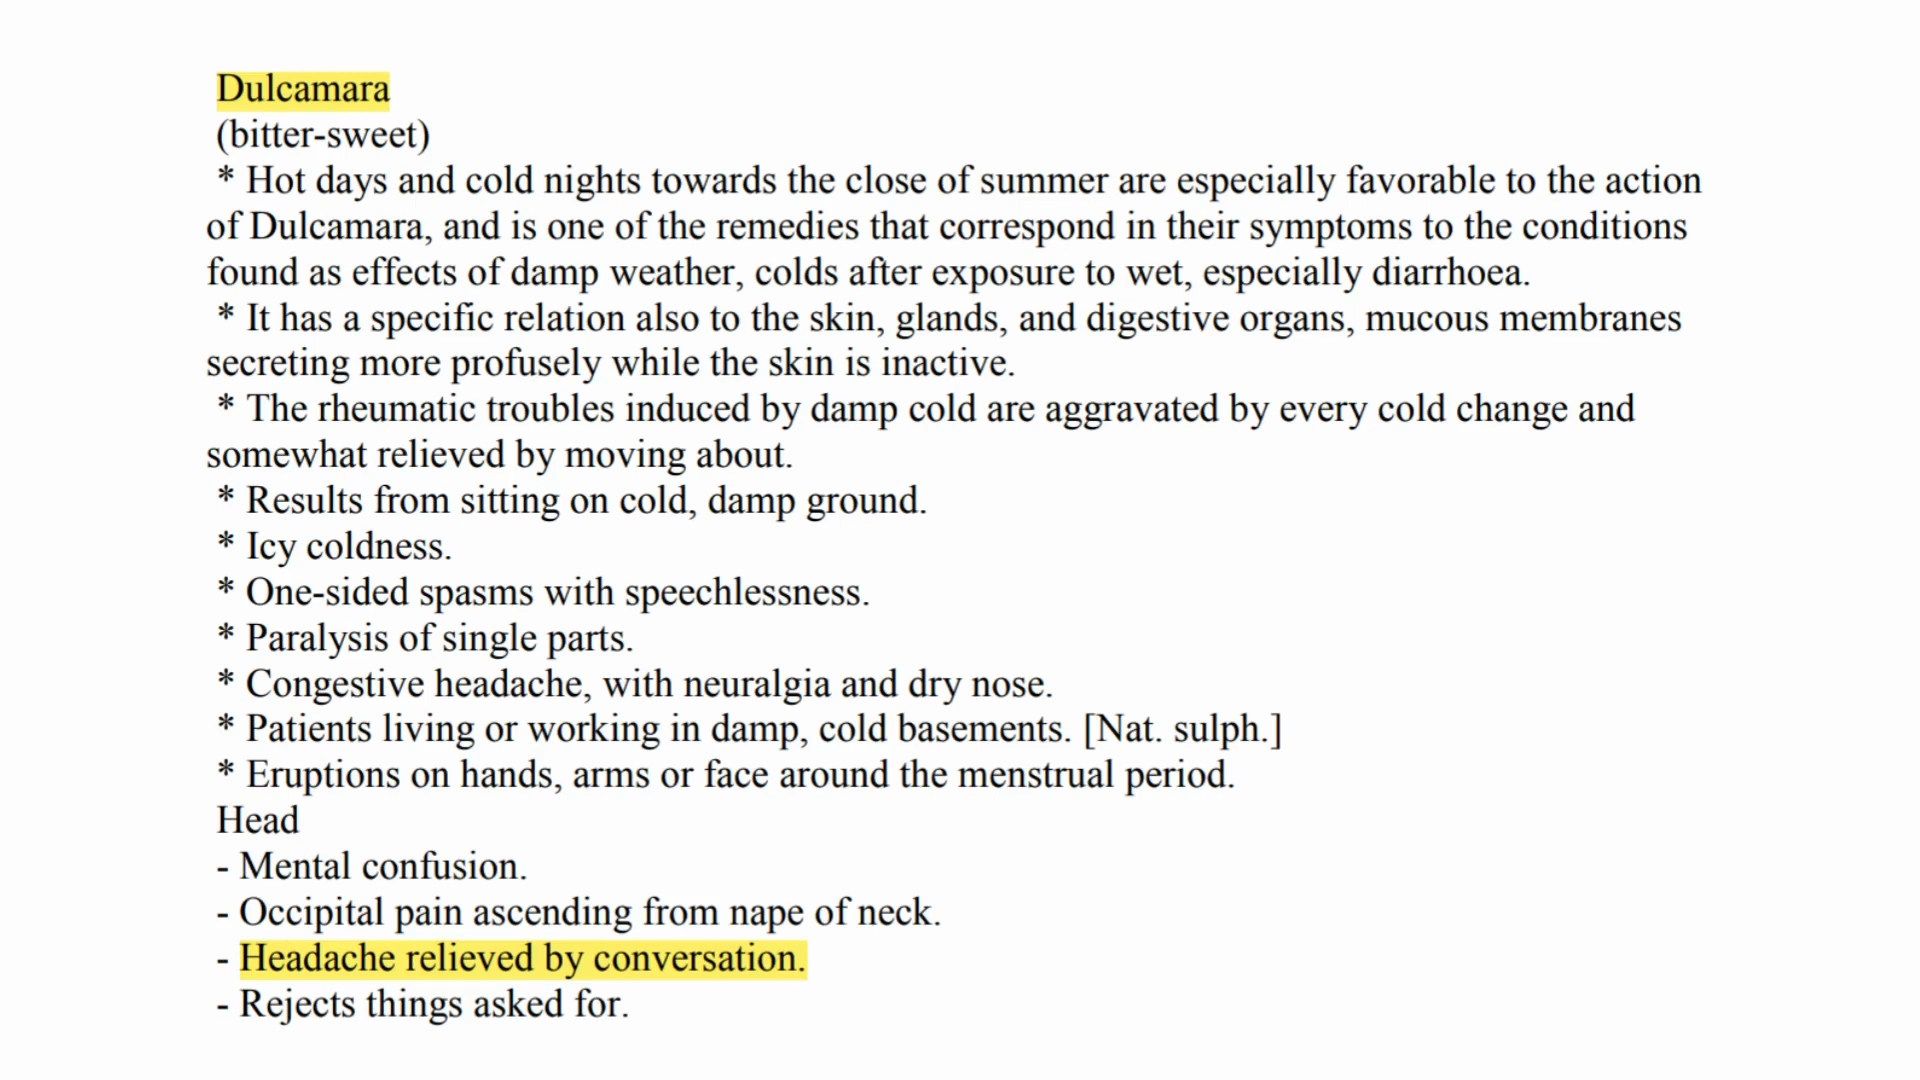 Dulcamara
(bitter-sweet)
* Hot days and cold nights towards the close of summer are especially favorable to the action
of Dulcamara, and is one of the remedies that correspond in their symptoms to the conditions
found as effects of damp weather, colds after exposure to wet, especially diarrhoea.
* It has a specific relation also to the skin, glands, and digestive organs, mucous membranes
secreting more profusely while the skin is inactive.
* The rheumatic troubles induced by damp cold are aggravated by every cold change and
somewhat relieved by moving about.
* Results from sitting on cold, damp ground.
* Icy coldness.
* One-sided spasms with speechlessness.
* Paralysis of single parts.
* Congestive headache, with neuralgia and dry nose.
* Patients living or working in damp, cold basements. [Nat. sulph.]
* Eruptions on hands, arms or face around the menstrual period.
Head
- Mental confusion.
- Occipital pain ascending from nape of neck.
- Headache relieved by conversation.
- Rejects things asked for.